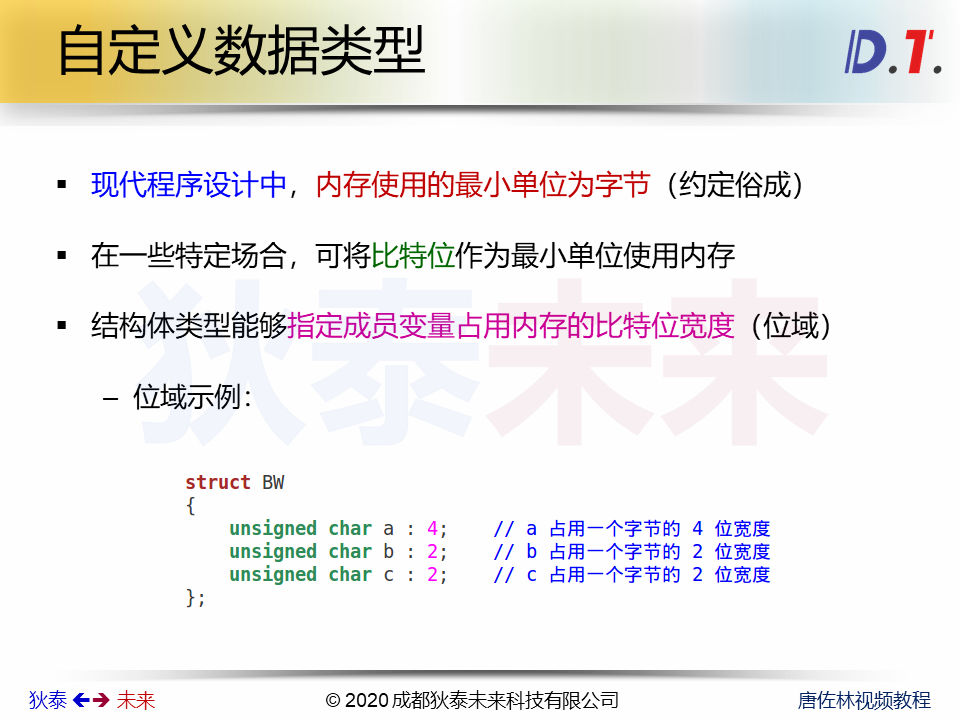 自定义数据类型
D.T.
▪ 现代程序设计中，内存使用的最小单位为字节（约定俗成）
▪ 在一些特定场合，可将比特位作为最小单位使用内存
▪ 结构体类型能够指定成员变量占用内存的比特位宽度（位域）
– 位域示例：
狄泰未来
struct BW
{
    unsigned char a : 4;    // a 占用一个字节的 4 位宽度
    unsigned char b : 2;    // b 占用一个字节的 2 位宽度
    unsigned char c : 2;    // c 占用一个字节的 2 位宽度
};
狄泰 ←→ 未来
© 2020 成都狄泰未来科技有限公司
唐佐林视频教程